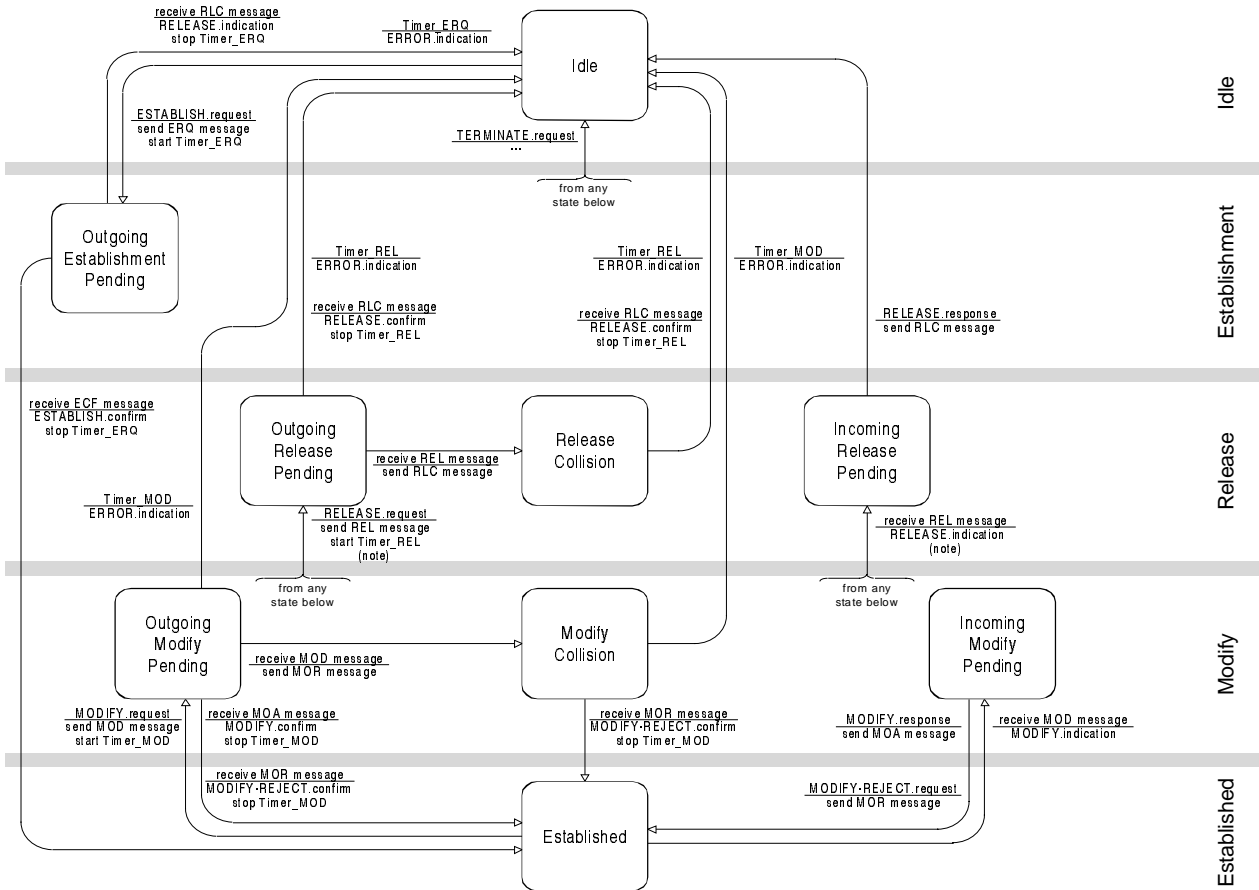 receive RLC message
RELEASE.indication
stop Timer_ERQ
Timer_ERQ
ERROR.indication
Idle
Idle
ESTABLISH.request
send ERQ message
start Timer_ERQ
TERMINATE.request
...
from any
state below
Outgoing
Establishment
Pending
Timer_REL
ERROR.indication
Timer_REL
ERROR.indication
Timer_MOD
ERROR.indication
Establishment
receive RLC message
RELEASE.confirm
stop Timer_REL
receive RLC message
RELEASE.confirm
stop Timer_REL
RELEASE.response
send RLC message
receive ECF message
ESTABLISH.confirm
stop Timer_ERQ
Outgoing
Release
Pending
receive REL message
send RLC message
Release
Collision
Incoming
Release
Pending
Release
Timer_MOD
ERROR.indication
RELEASE.request
send REL message
start Timer_REL
(note)
receive REL message
RELEASE.indication
(note)
from any
state below
from any
state below
Outgoing
Modify
Pending
receive MOD message
send MOR message
Modify
Collision
Incoming
Modify
Pending
Modify
MODIFY.request
send MOD message
start Timer_MOD
receive MOA message
MODIFY.confirm
stop Timer_MOD
receive MOR message
MODIFY-REJECT.confirm
stop Timer_MOD
MODIFY.response
send MOA message
receive MOD message
MODIFY.indication
receive MOR message
MODIFY-REJECT.confirm
stop Timer_MOD
MODIFY-REJECT.request
send MOR message
Established
Established